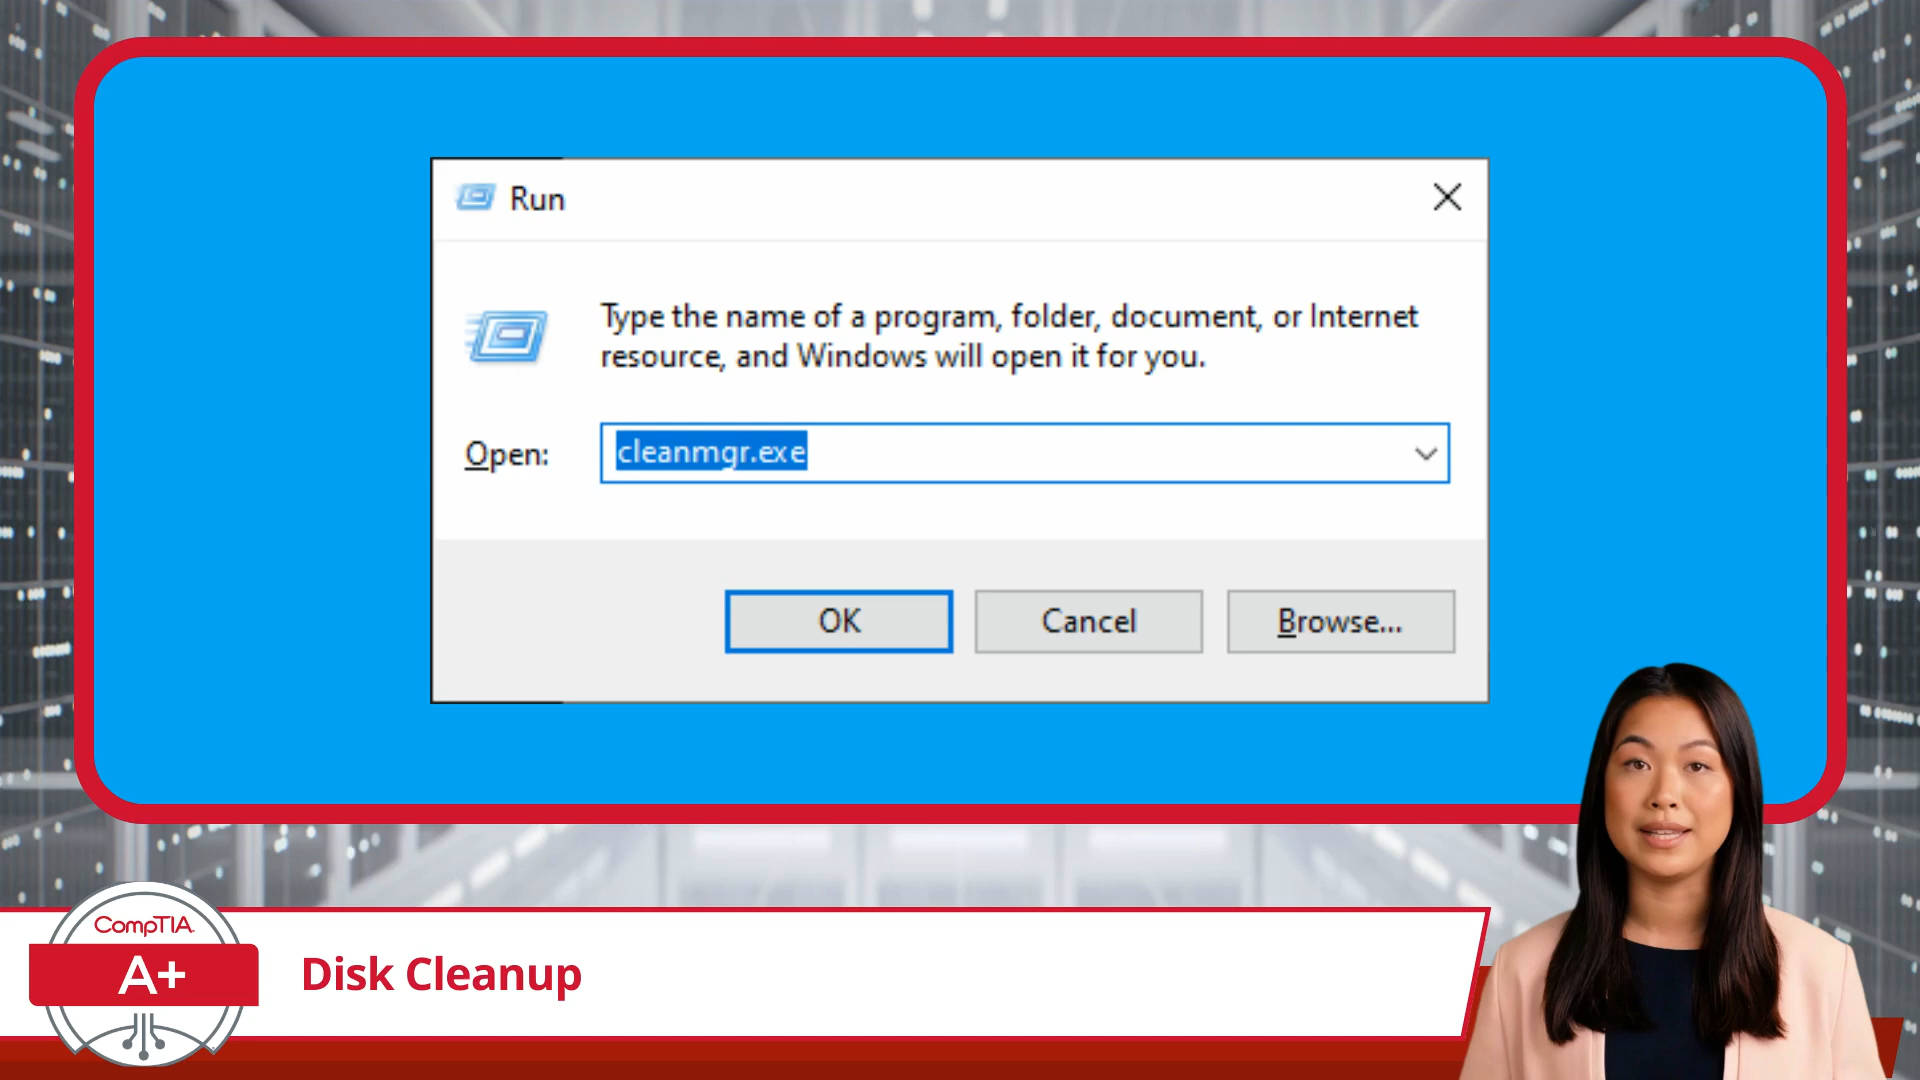 Run
Type the name of a program, folder, document, or Internet
resource, and Windows will open it for you.
Open: cleanmgr.exe
OK Cancel Browse...
CompTIA.
A+
Disk Cleanup